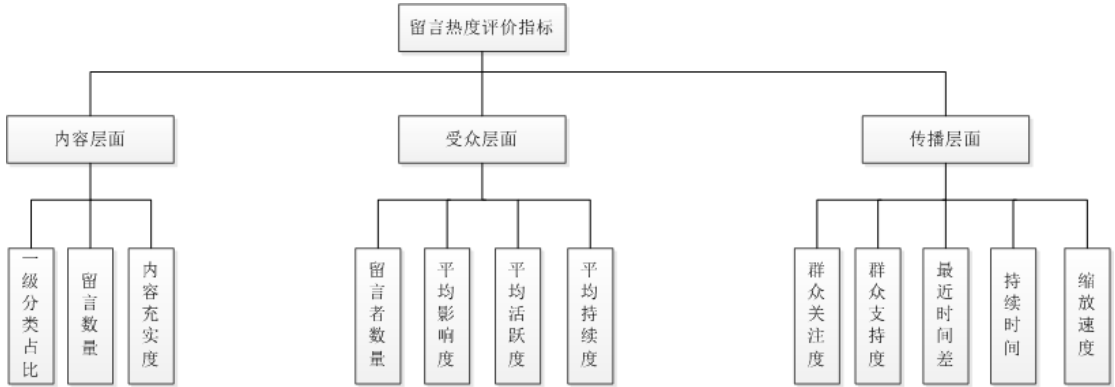 留言热度评价指标
内容层面
受众层面
传播层面
一级分类占比
留言数量
内容充实度
留言者数量
平均影响度
平均活跃度
平均持续度
群众关注度
群众支持度
最近时间差
持续时间
缩放速度